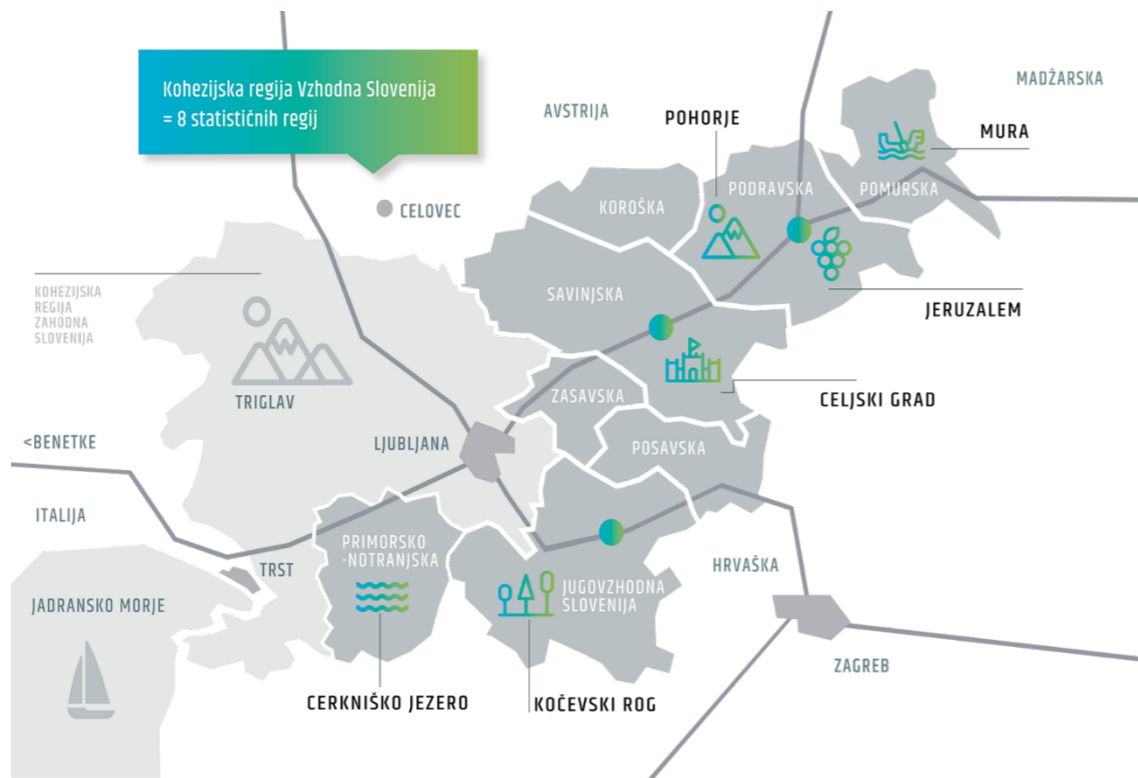 Kohezijska regija Vzhodna Slovenija
= 8 statističnih regij
MADŽARSKA
AVSTRIJA
POHORJE
MURA
PODRAVSKA
POMURSKA
KOROŠKA
CELOVEC
SAVINJSKA
KOHEZIJSKA
REGIJA
ZAHODNA
SLOVENIJA
JERUZALEM
TRIGLAV
ZASAVSKA
CELJSKI GRAD
<BENETKE
LJUBLJANA
POSAVSKA
ITALIJA
PRIMORSKO
-NOTRANJSKA
HRVAŠKA
TRST
JUGOVZHODNA
SLOVENIJA
JADRANSKO MORJE
ZAGREB
CERKNIŠKO JEZERO
KOČEVSKI ROG